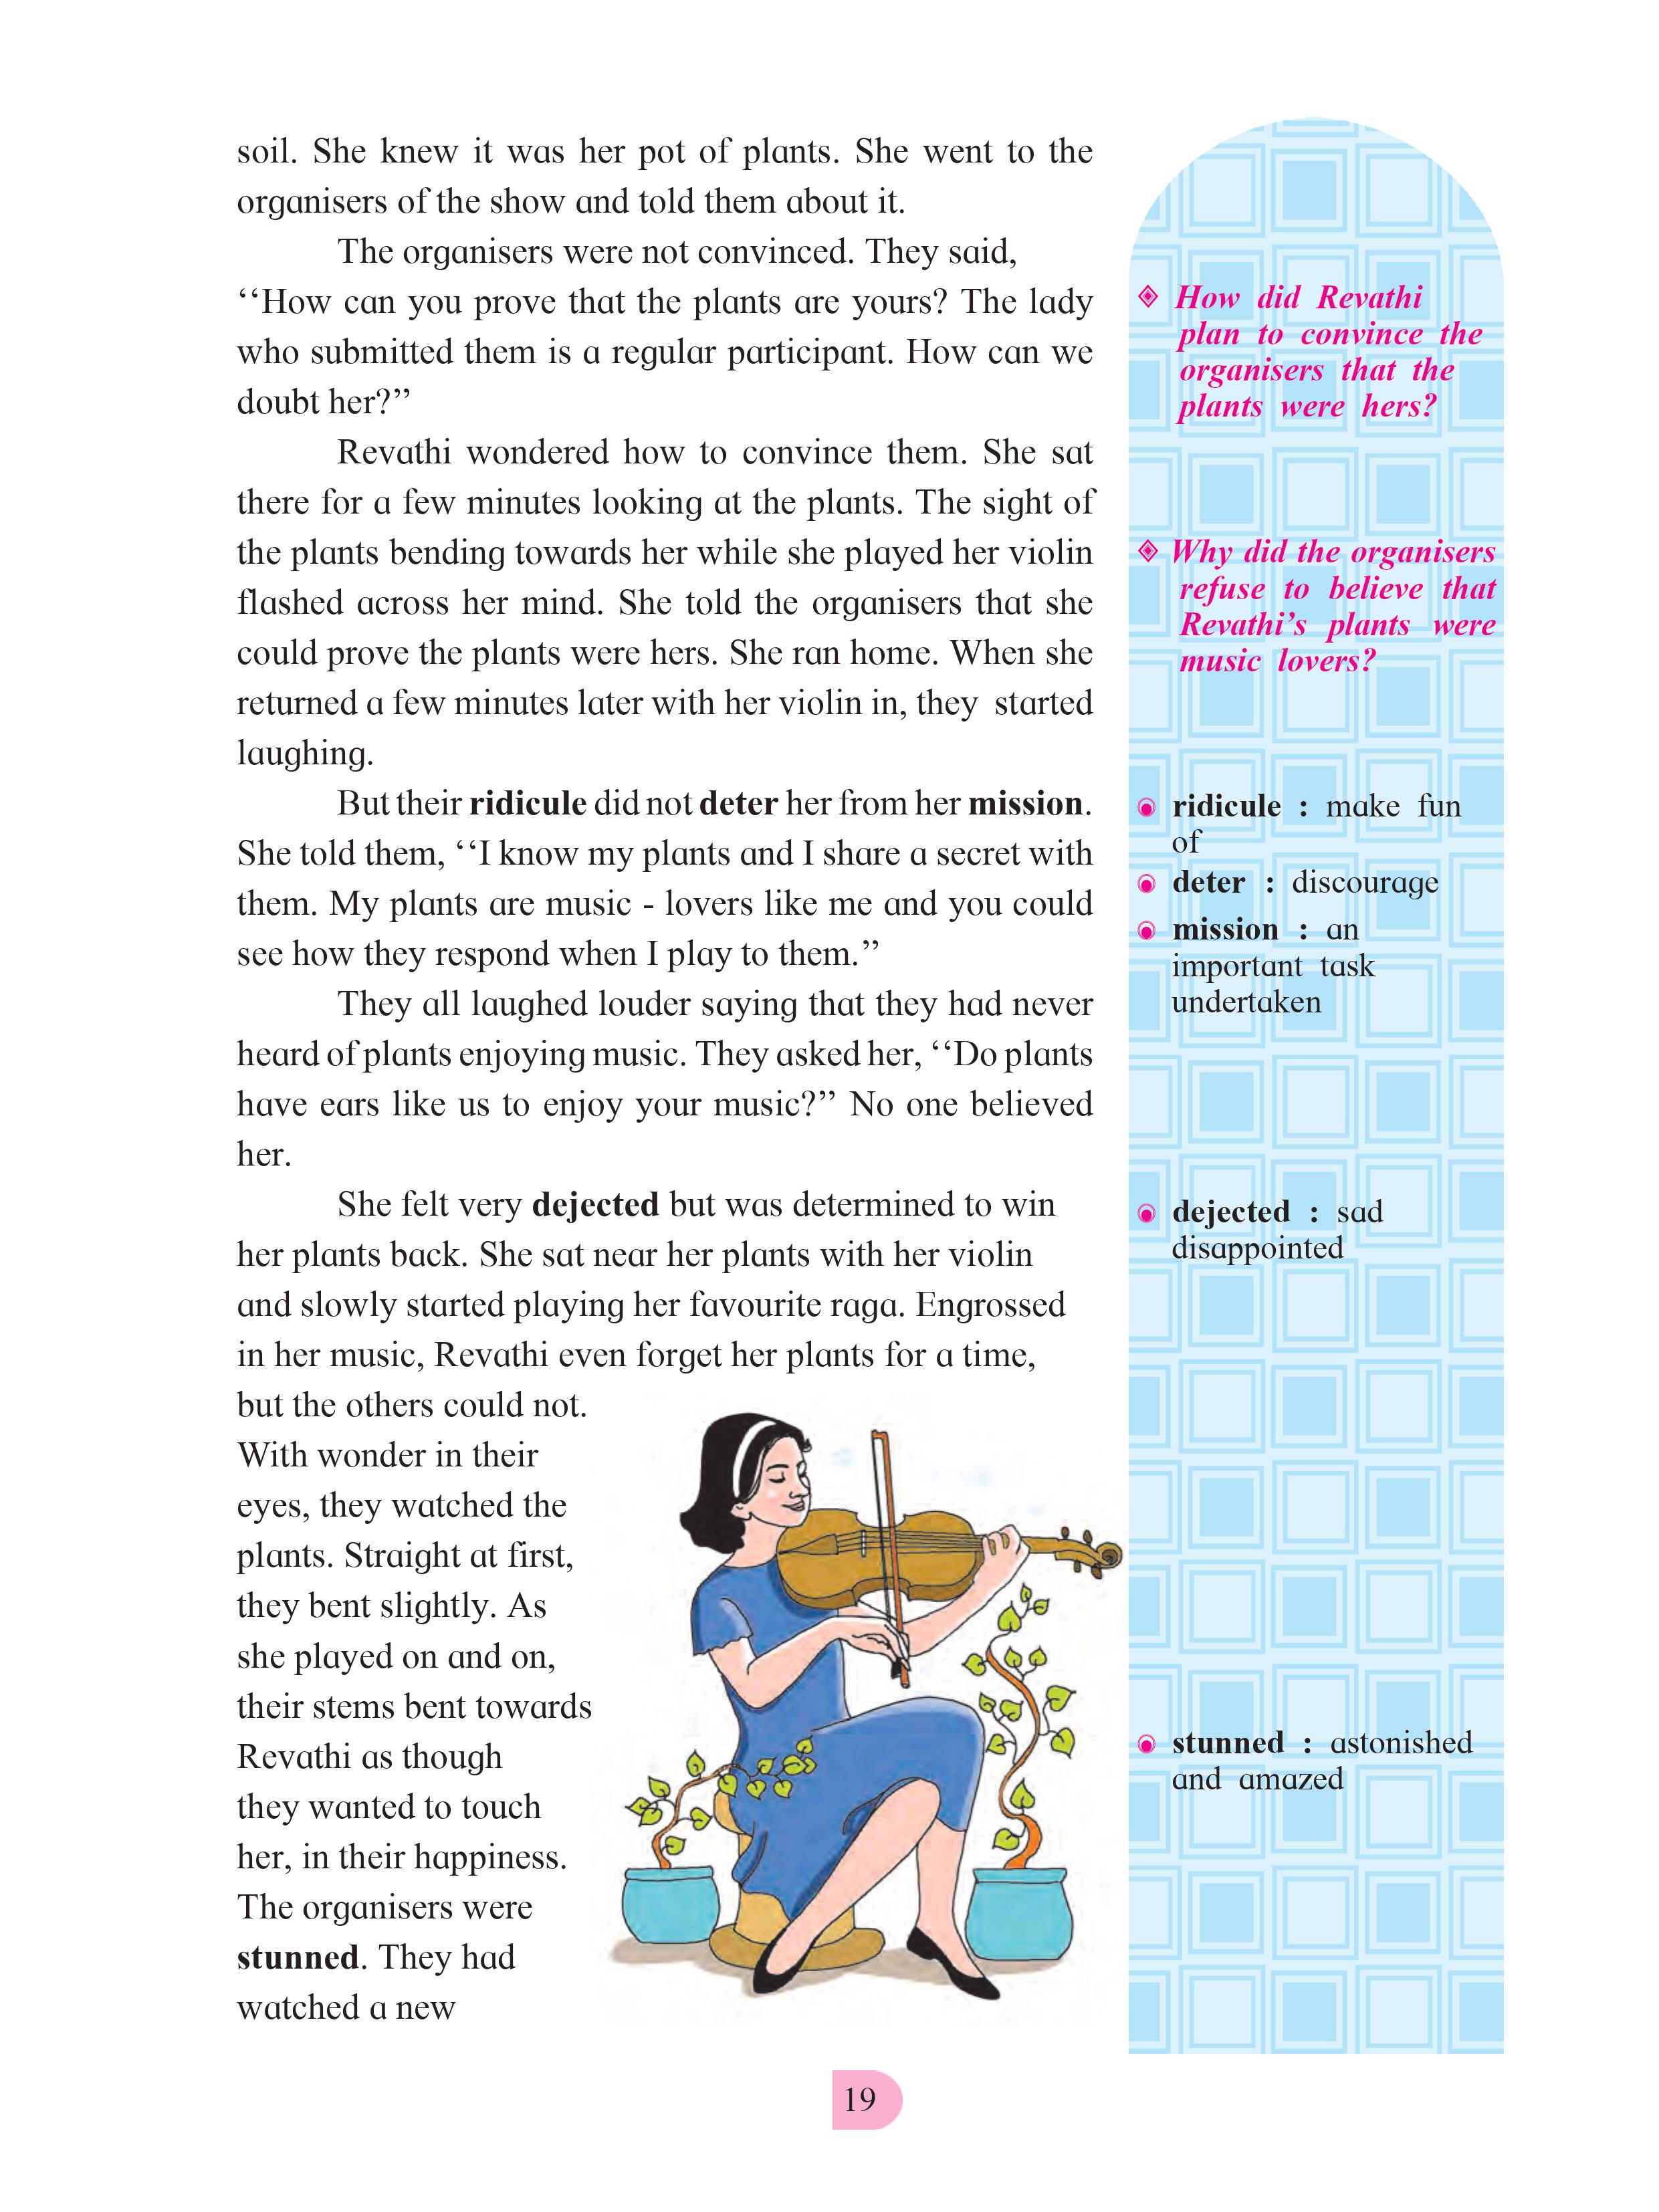 soil. She knew it was her pot of plants. She went to the
organisers of the show and told them about it.
The organisers were not convinced. They said,
‘‘How can you prove that the plants are yours? The lady
who submitted them is a regular participant. How can we
doubt her?’’
Revathi wondered how to convince them. She sat
there for a few minutes looking at the plants. The sight of
the plants bending towards her while she played her violin
flashed across her mind. She told the organisers that she
could prove the plants were hers. She ran home. When she
returned a few minutes later with her violin in, they started
laughing.
But their ridicule did not deter her from her mission.
She told them, ‘‘I know my plants and I share a secret with
them. My plants are music - lovers like me and you could
see how they respond when I play to them.’’
They all laughed louder saying that they had never
heard of plants enjoying music. They asked her, ‘‘Do plants
have ears like us to enjoy your music?’’ No one believed
her.
She felt very dejected but was determined to win
her plants back. She sat near her plants with her violin
and slowly started playing her favourite raga. Engrossed
in her music, Revathi even forget her plants for a time,
but the others could not.
With wonder in their
eyes, they watched the
plants. Straight at first,
they bent slightly. As
she played on and on,
their stems bent towards
Revathi as though
they wanted to touch
her, in their happiness.
The organisers were
stunned. They had
watched a new
How did Revathi
plan to convince the
organisers that the
plants were hers?
Why did the organisers
refuse to believe that
Revathi’s plants were
music lovers?
ridicule : make fun
of
deter : discourage
mission : an
important task
undertaken
dejected : sad
disappointed
stunned : astonished
and amazed
19